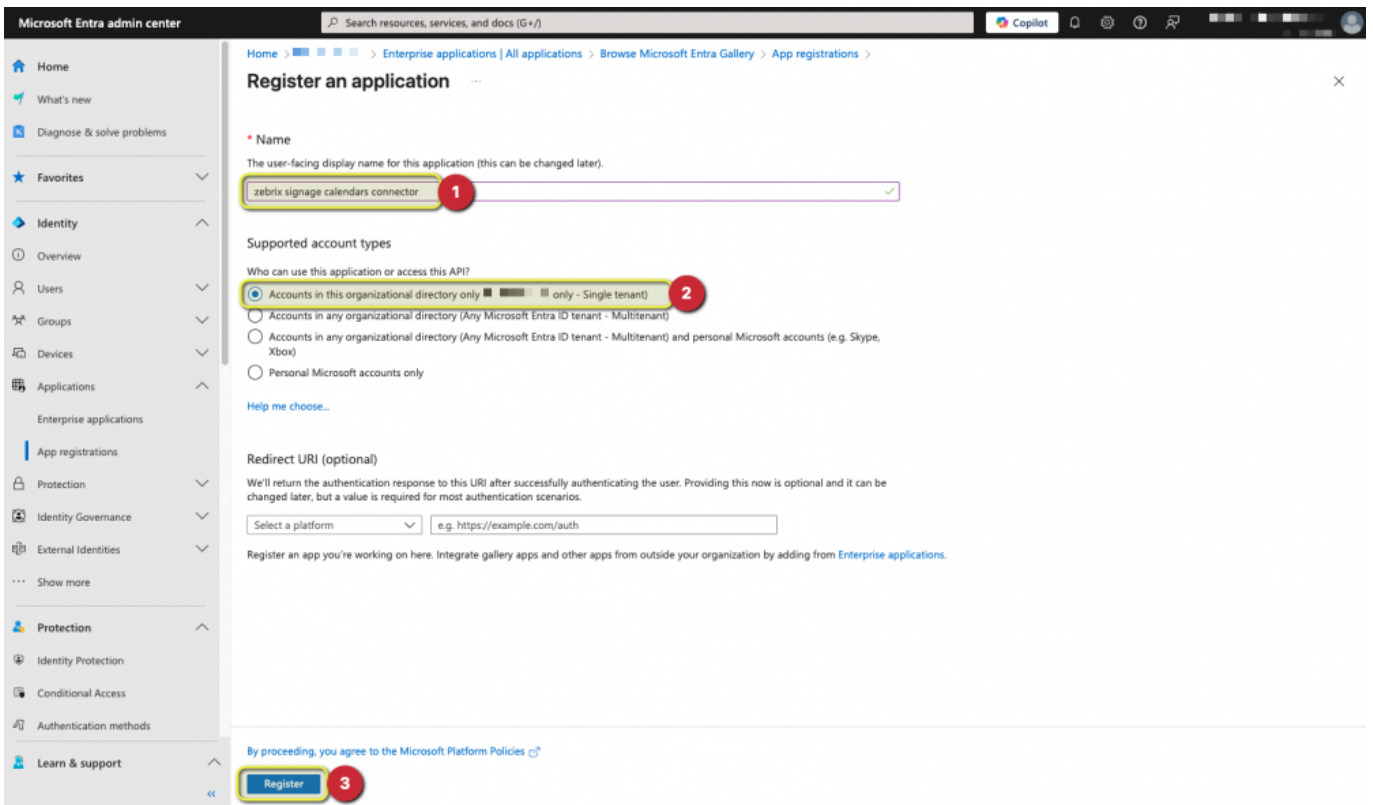 Microsoft Entra admin center
Search resources, services, and docs (G+/)
Copilot
Home
What's new
Diagnose & solve problems
Favorites
Identity
Overview
Users
Groups
Devices
Applications
Enterprise applications
App registrations
Protection
Identity Governance
External Identities
Show more
Protection
Identity Protection
Conditional Access
Authentication methods
Learn & support
«
Home > > Enterprise applications | All applications > Browse Microsoft Entra Gallery > App registrations >
Register an application ...
* Name
The user-facing display name for this application (this can be changed later).
zebrix signage calendars connector
1
Supported account types
Who can use this application or access this API?
Accounts in this organizational directory only only - Single tenant)
2
Accounts in any organizational directory (Any Microsoft Entra ID tenant - Multitenant)
Accounts in any organizational directory (Any Microsoft Entra ID tenant - Multitenant) and personal Microsoft accounts (e.g. Skype,
Xbox)
Personal Microsoft accounts only
Help me choose...
Redirect URI (optional)
We'll return the authentication response to this URI after successfully authenticating the user. Providing this now is optional and it can be
changed later, but a value is required for most authentication scenarios.
Select a platform
e.g. https://example.com/auth
Register an app you're working on here. Integrate gallery apps and other apps from outside your organization by adding from Enterprise applications.
By proceeding, you agree to the Microsoft Platform Policies
Register
3